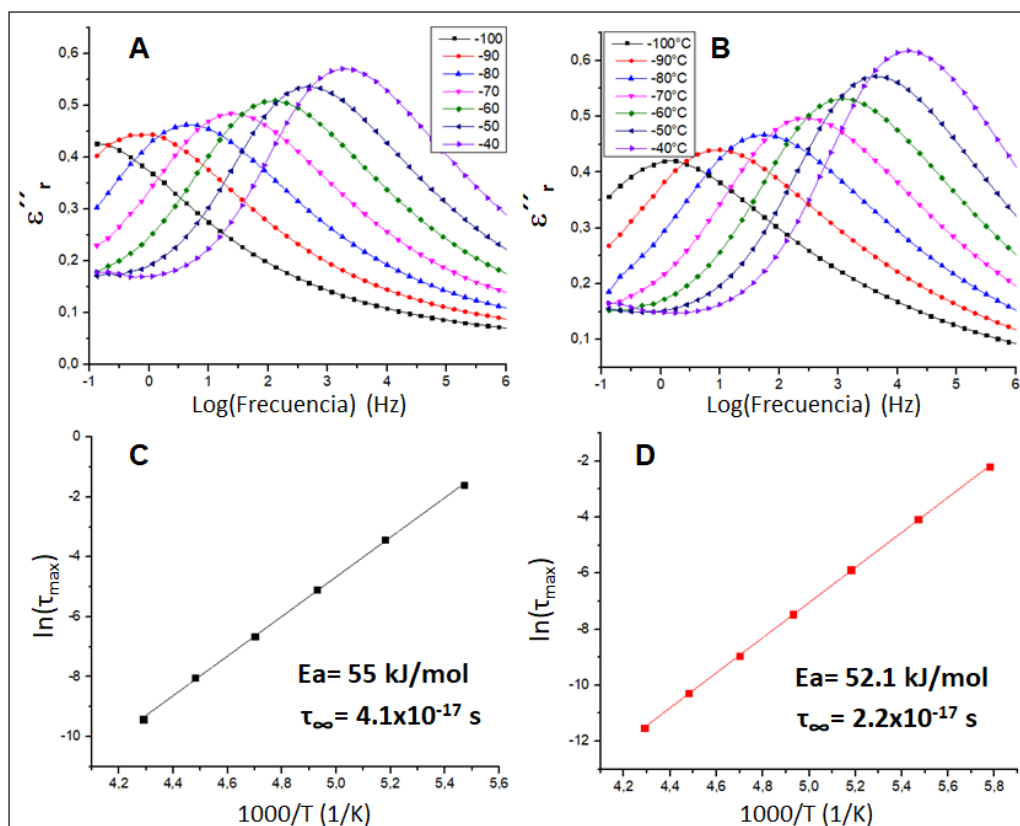 A
-100
-90
-80
-70
-60
-50
-40
0,6
0,5
0,4
0,3
0,2
0,1
0,0
ε″r
-1 0 1 2 3 4 5 6
Log(Frecuencia) (Hz)
B
-100°C
-90°C
-80°C
-70°C
-60°C
-50°C
-40°C
0,6
0,5
0,4
0,3
0,2
0,1
ε″r
-1 0 1 2 3 4 5 6
Log(Frecuencia) (Hz)
C
0
-2
-4
-6
-8
-10
ln(τmax)
Ea= 55 kJ/mol
τ∞= 4.1x10-17 s
4,2 4,4 4,6 4,8 5,0 5,2 5,4 5,6
1000/T (1/K)
D
-2
-4
-6
-8
-10
-12
ln(τmax)
Ea= 52.1 kJ/mol
τ∞= 2.2x10-17 s
4,2 4,4 4,6 4,8 5,0 5,2 5,4 5,6 5,8
1000/T (1/K)